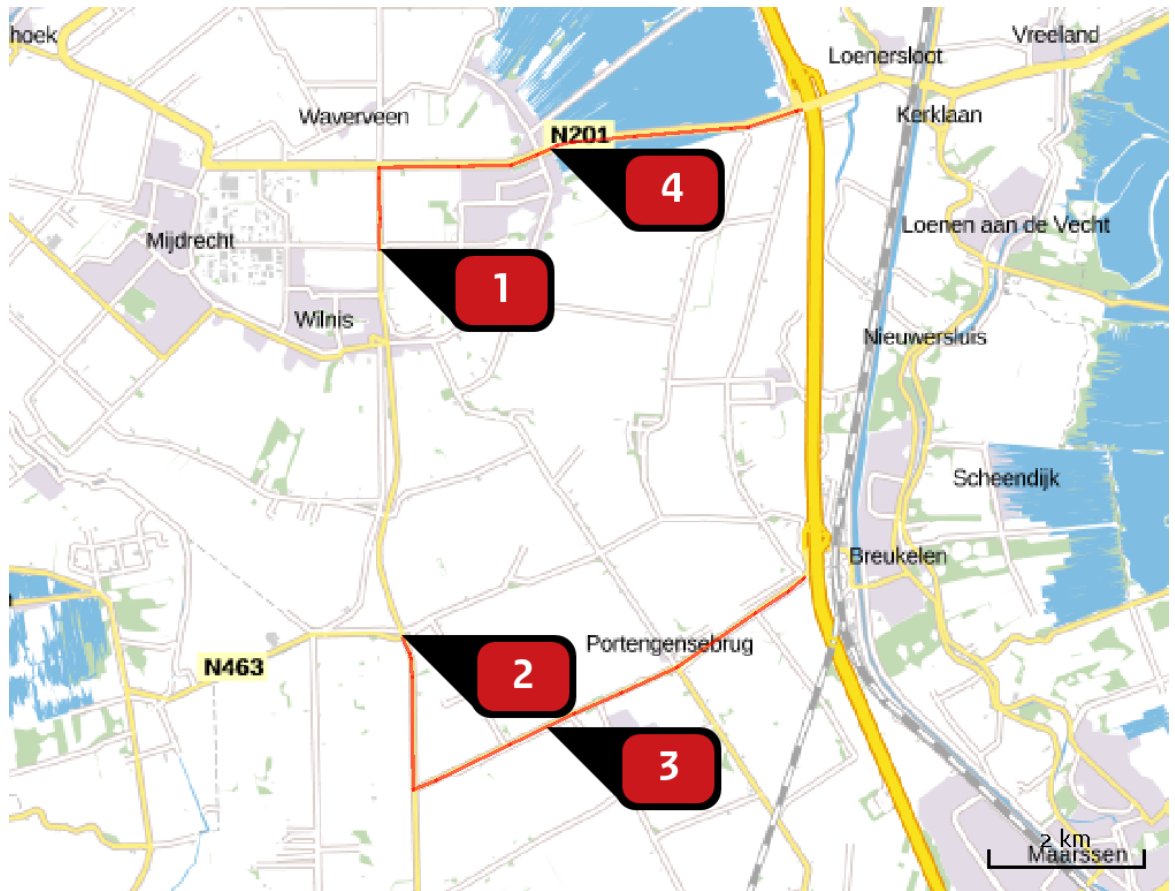 hoek
Vreeland
Loenersloot
Waverveen
Kerklaan
N201
4
Loenen aan de Vecht
Mijdrecht
1
Wilnis
Nieuwersluis
Scheendijk
Breukelen
Portengensebrug
N463
2
3
2 km
Maarssen